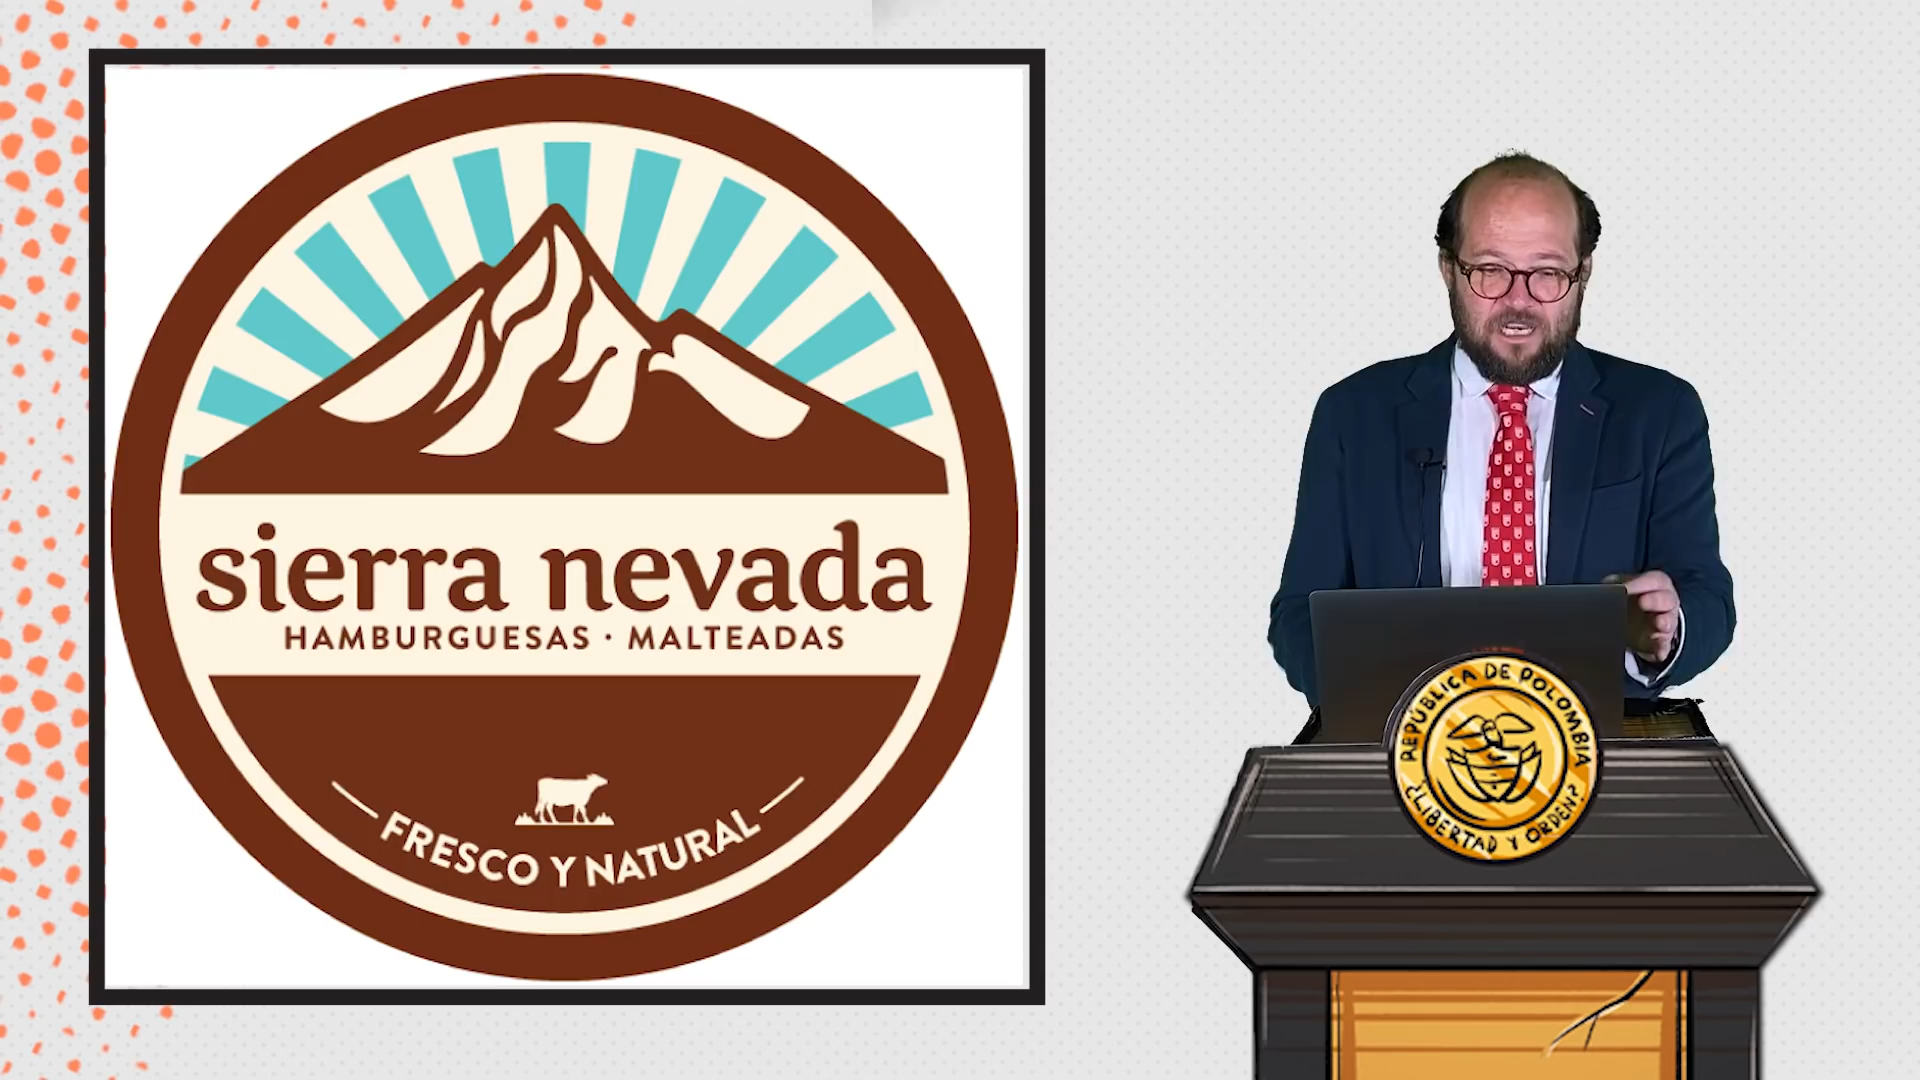 sierra nevada
HAMBURGUESAS · MALTEADAS
FRESCO Y NATURAL
REPÚBLICA DE POLOMBIA
¿LIBERTAD Y ORDEN?